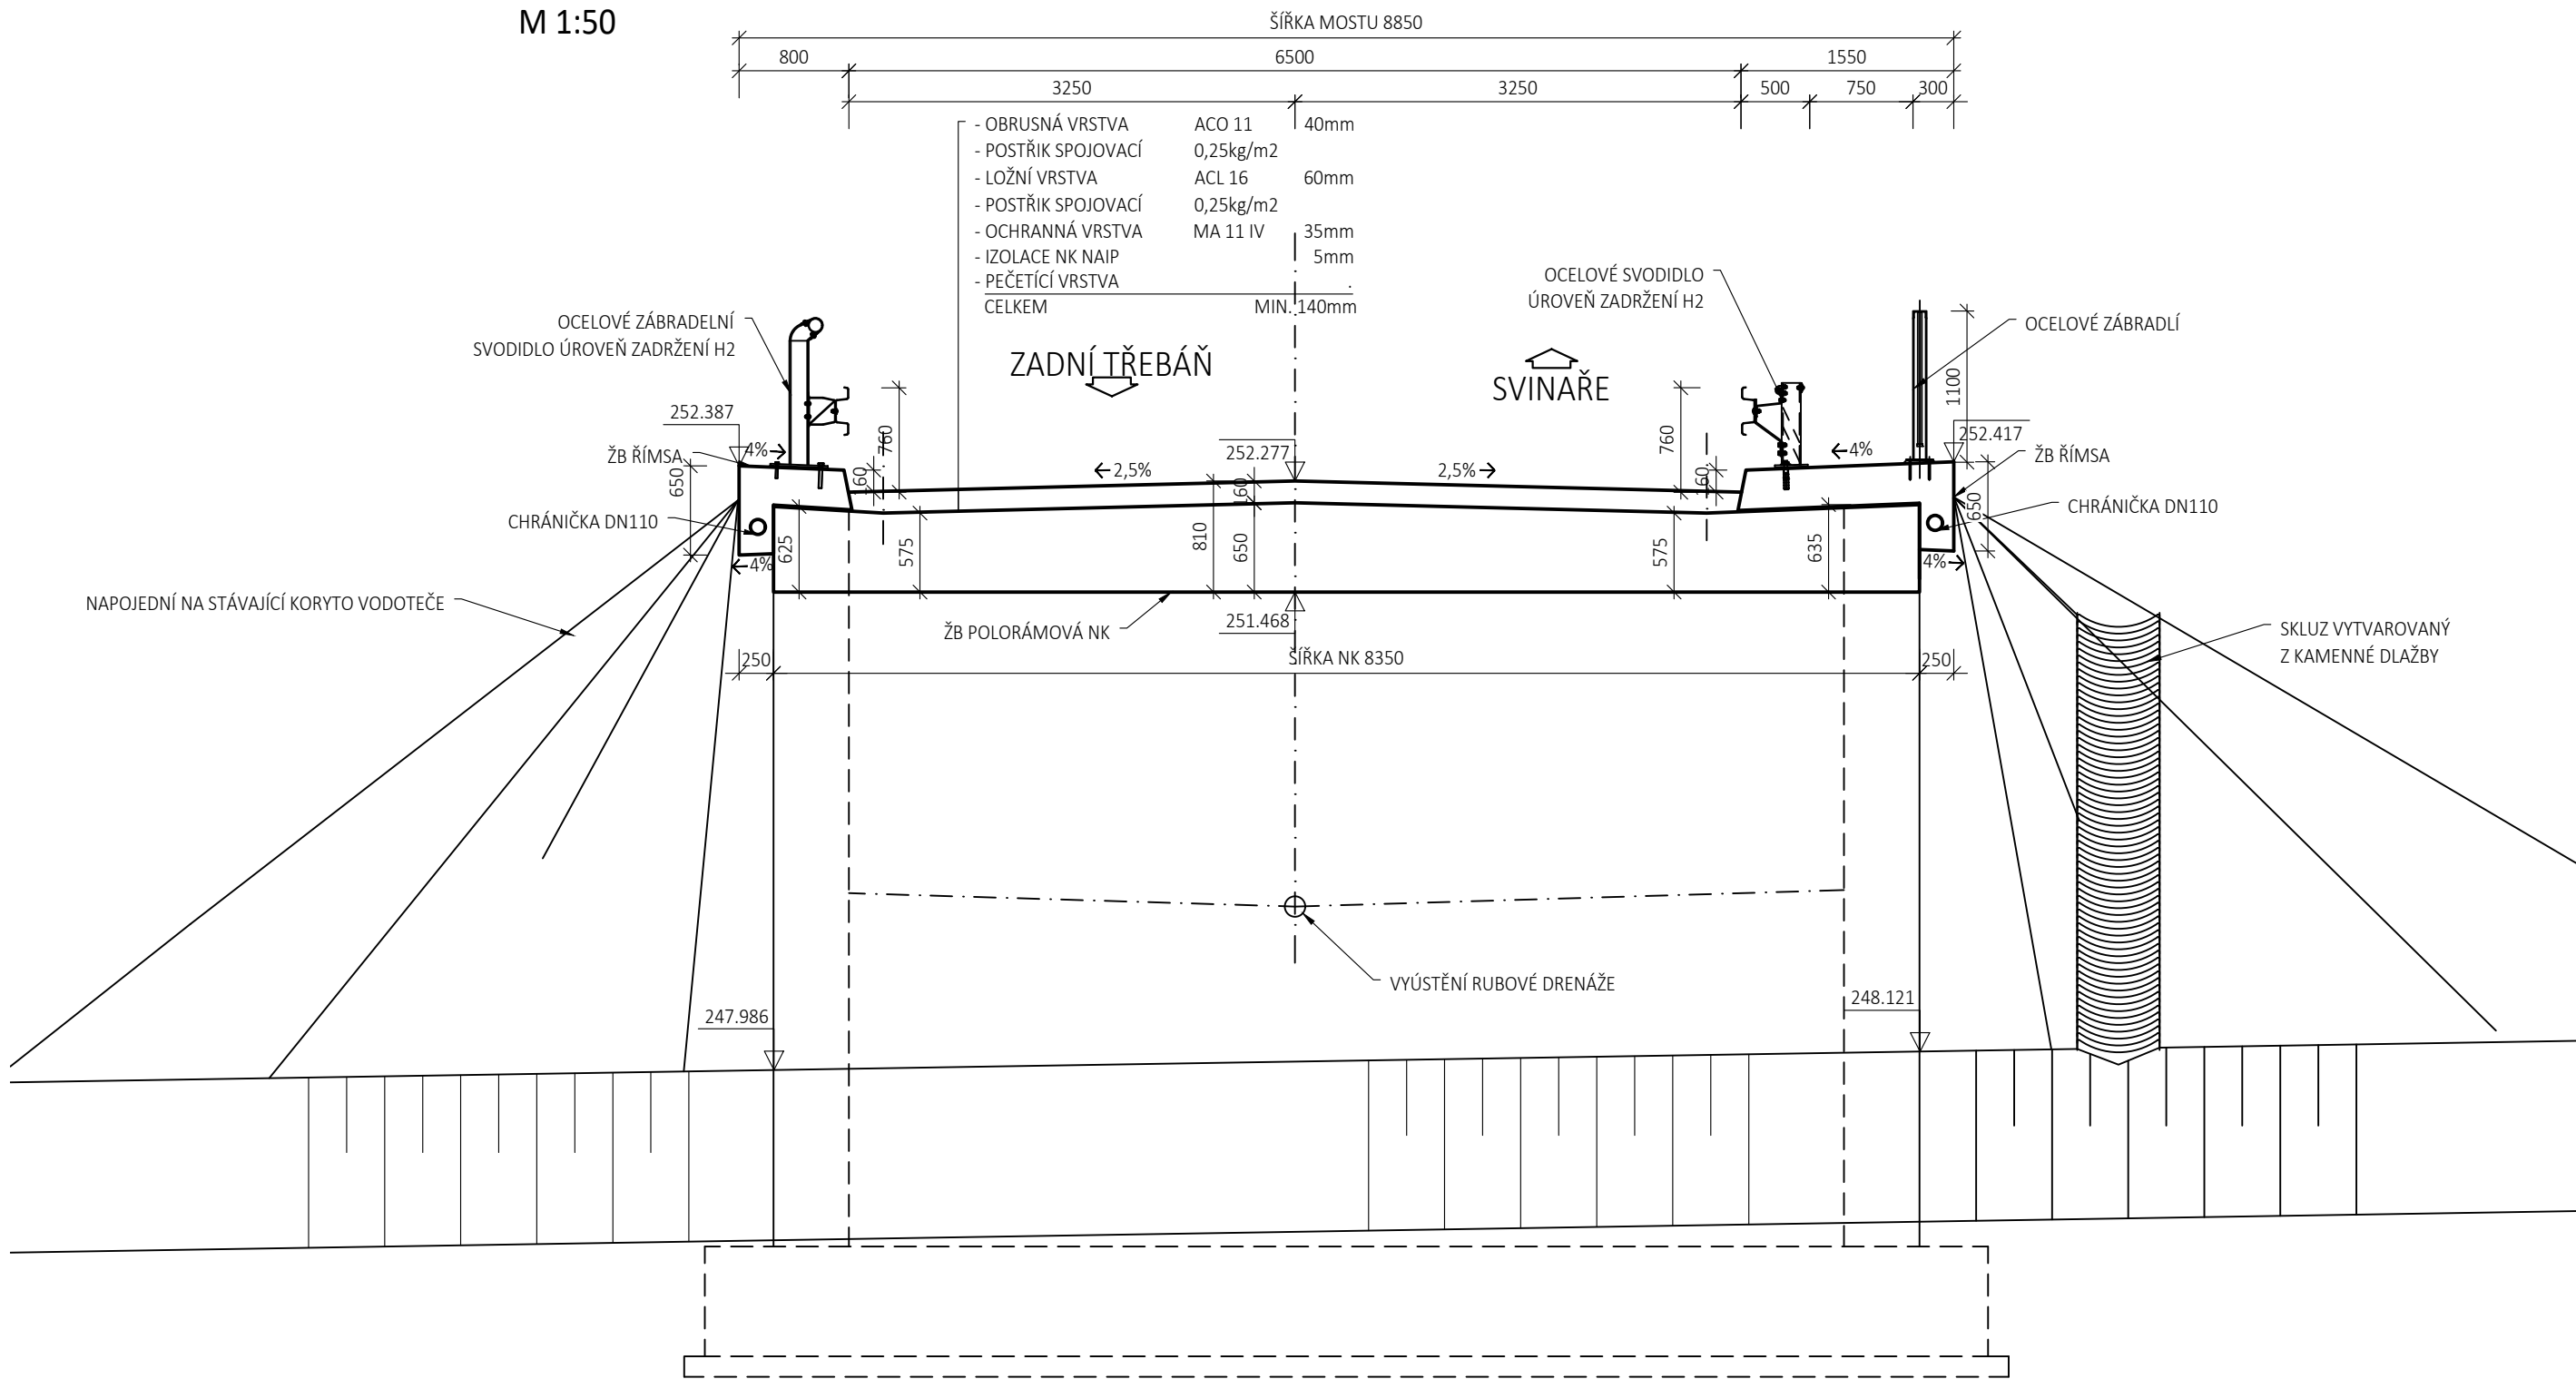 M 1:50
ŠÍŘKA MOSTU 8850
800 6500 1550
3250 3250 500 750 300
- OBRUSNÁ VRSTVA ACO 11 40mm
- POSTŘIK SPOJOVACÍ 0,25kg/m2
- LOŽNÍ VRSTVA ACL 16 60mm
- POSTŘIK SPOJOVACÍ 0,25kg/m2
- OCHRANNÁ VRSTVA MA 11 IV 35mm
- IZOLACE NK NAIP 5mm
- PEČETÍCÍ VRSTVA .
CELKEM MIN. 140mm
OCELOVÉ SVODIDLO
ÚROVEŇ ZADRŽENÍ H2
OCELOVÉ ZÁBRADELNÍ
SVODIDLO ÚROVEŇ ZADRŽENÍ H2
OCELOVÉ ZÁBRADLÍ
ZADNÍ TŘEBÁŇ
SVINAŘE
1100
252.387
760
760
252.417
4%
252.277
4%
ŽB ŘÍMSA
ŽB ŘÍMSA
2,5%
2,5%
650
160
160
160
650
CHRÁNIČKA DN110
CHRÁNIČKA DN110
625
575
810
650
575
635
4%
4%
NAPOJEDNÍ NA STÁVAJÍCÍ KORYTO VODOTEČE
ŽB POLORÁMOVÁ NK
251.468
SKLUZ VYTVAROVANÝ
Z KAMENNÉ DLAŽBY
250 ŠÍŘKA NK 8350 250
VYÚSTĚNÍ RUBOVÉ DRENÁŽE
248.121
247.986